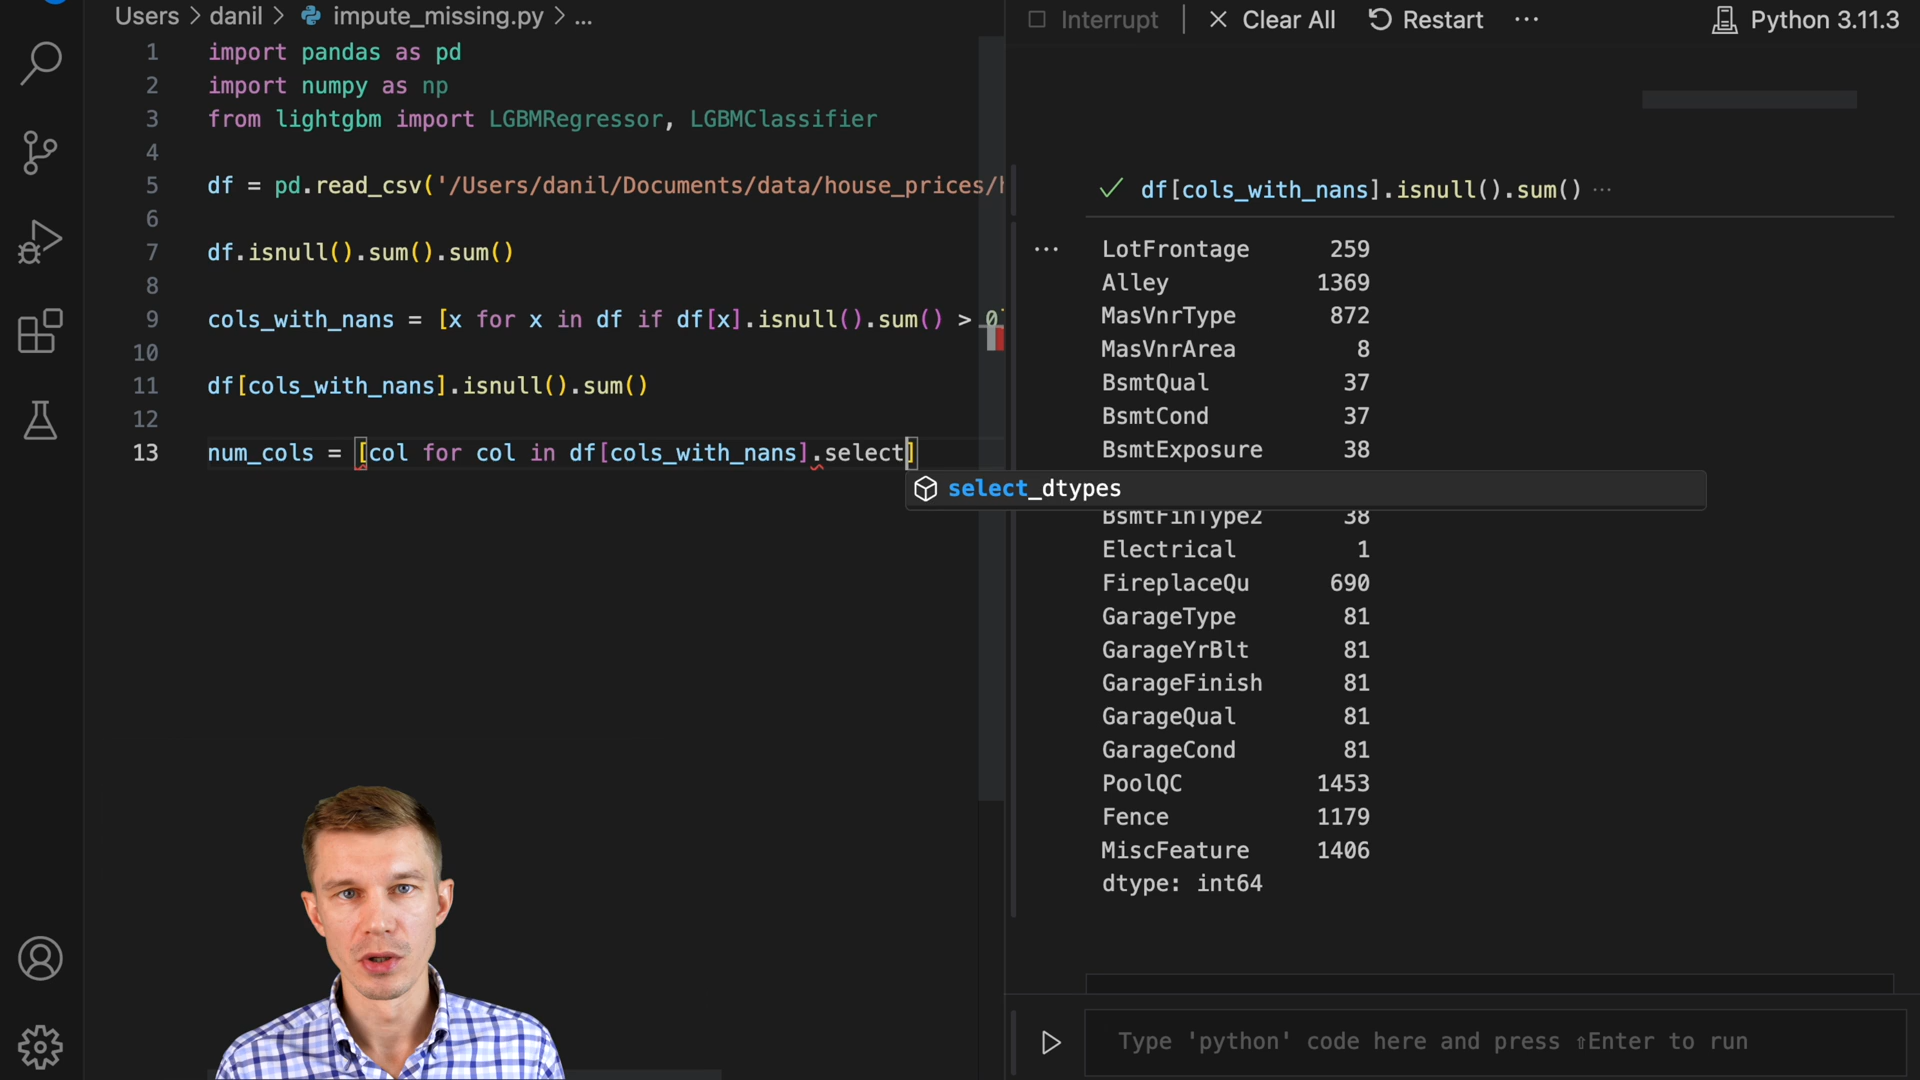 Users > danil > impute_missing.py > ...
1 import pandas as pd
2 import numpy as np
3 from lightgbm import LGBMRegressor, LGBMClassifier
4
5 df = pd.read_csv('/Users/danil/Documents/data/house_prices/
6
7 df.isnull().sum().sum()
8
9 cols_with_nans = [x for x in df if df[x].isnull().sum() > 0
10
11 df[cols_with_nans].isnull().sum()
12
13 num_cols = [col for col in df[cols_with_nans].select]
select_dtypes
Interrupt | Clear All Restart ... Python 3.11.3
df[cols_with_nans].isnull().sum() ...
... LotFrontage 259
Alley 1369
MasVnrType 872
MasVnrArea 8
BsmtQual 37
BsmtCond 37
BsmtExposure 38
BsmtFinType2 38
Electrical 1
FireplaceQu 690
GarageType 81
GarageYrBlt 81
GarageFinish 81
GarageQual 81
GarageCond 81
PoolQC 1453
Fence 1179
MiscFeature 1406
dtype: int64
Type 'python' code here and press ⇧Enter to run